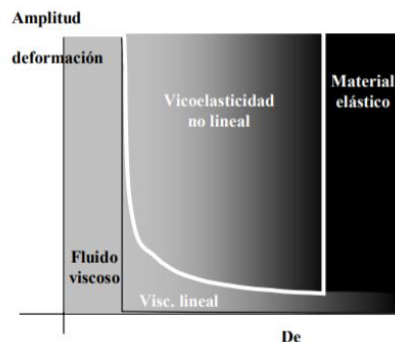 Amplitud
deformación
Vicoelasticidad
no lineal
Material
elástico
Fluido
viscoso
Visc. lineal
De